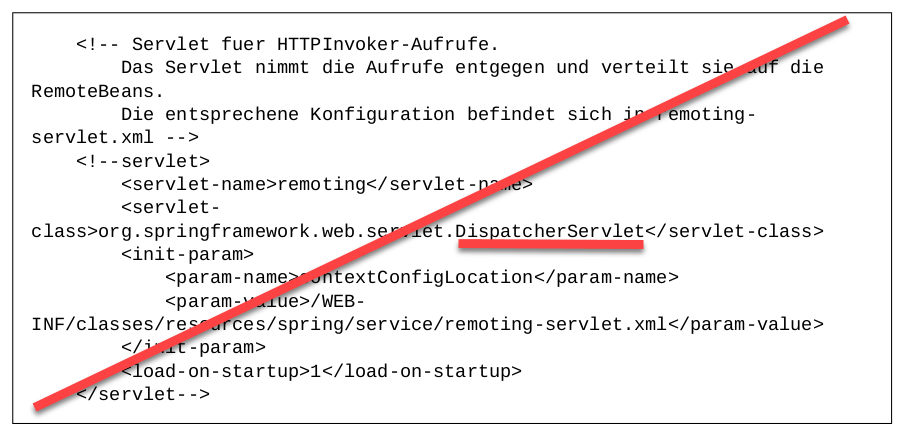 <!-- Servlet fuer HTTPInvoker-Aufrufe.
Das Servlet nimmt die Aufrufe entgegen und verteilt sie auf die
RemoteBeans.
Die entsprechene Konfiguration befindet sich in remoting-
servlet.xml -->
<!--servlet>
<servlet-name>remoting</servlet-name>
<servlet-
class>org.springframework.web.servlet.DispatcherServlet</servlet-class>
<init-param>
<param-name>contextConfigLocation</param-name>
<param-value>/WEB-
INF/classes/resources/spring/service/remoting-servlet.xml</param-value>
</init-param>
<load-on-startup>1</load-on-startup>
</servlet-->